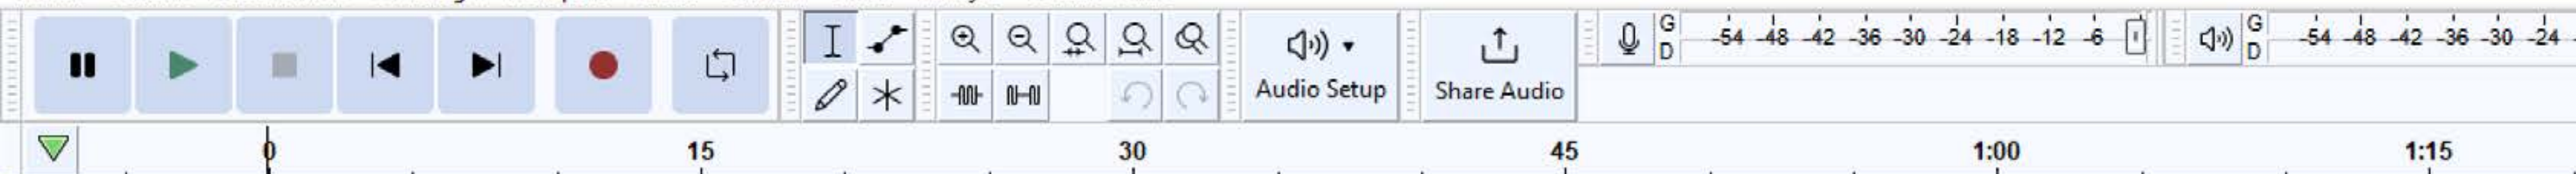 G
D
-54 -48 -42 -36 -30 -24 -18 -12 -6
G
D
-54 -48 -42 -36 -30 -24
Audio Setup
Share Audio
0 15 30 45 1:00 1:15